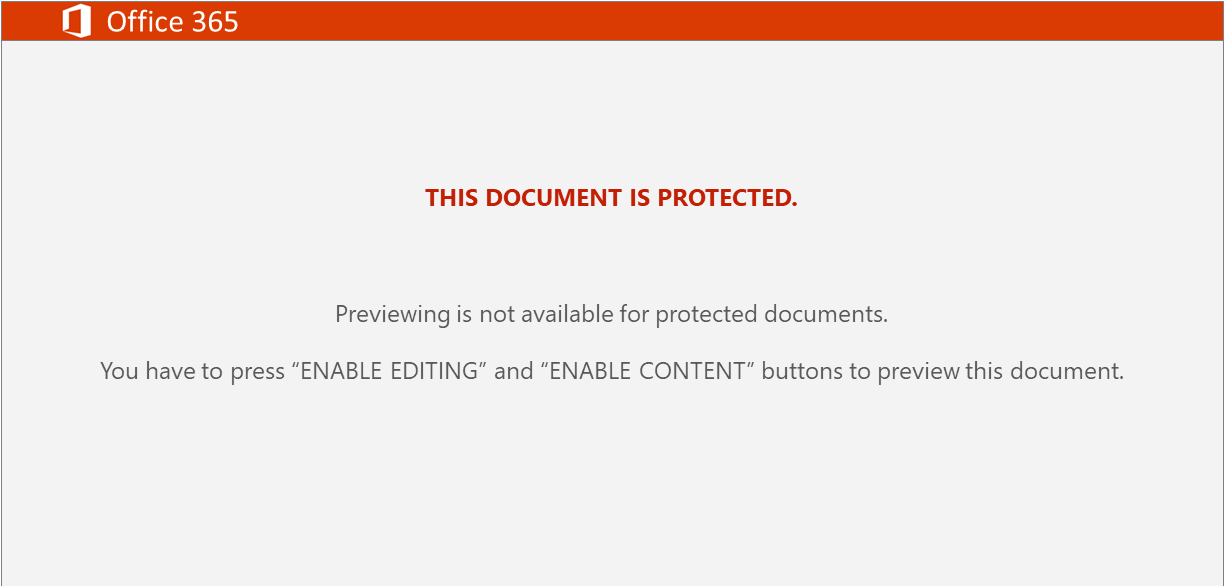 Office 365
THIS DOCUMENT IS PROTECTED.
Previewing is not available for protected documents.
You have to press “ENABLE EDITING” and “ENABLE CONTENT” buttons to preview this document.